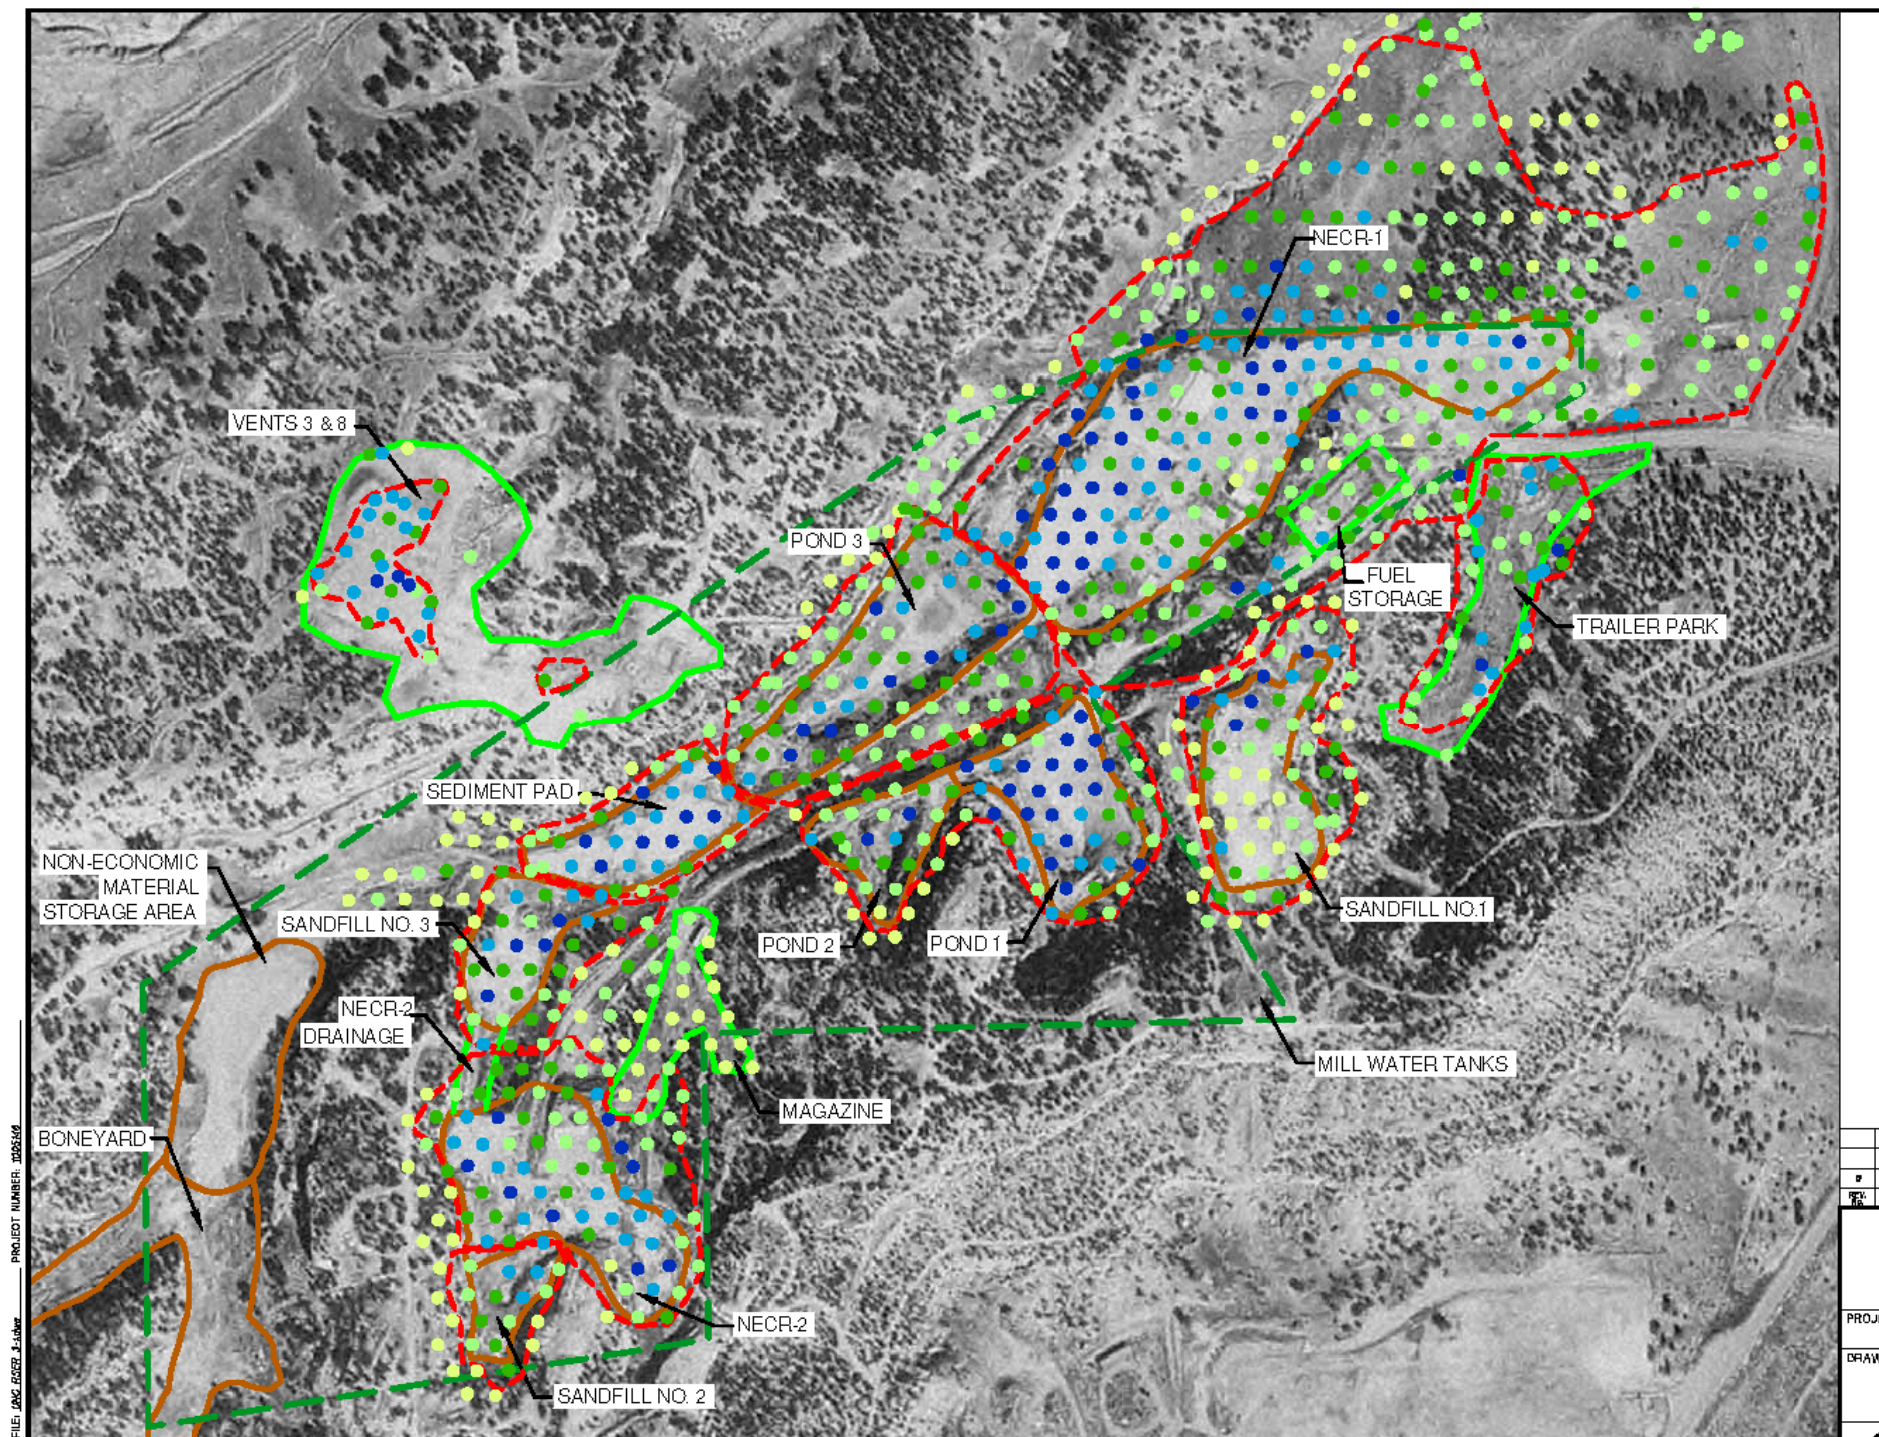 NECR-1
VENTS 3 & 8
POND 3
FUEL
STORAGE
TRAILER PARK
SEDIMENT PAD
NON-ECONOMIC
MATERIAL
STORAGE AREA
SANDFILL NO. 3
SANDFILL NO.1
POND 2
POND 1
NECR-2
DRAINAGE
MILL WATER TANKS
MAGAZINE
BONEYARD
NECR-2
SANDFILL NO. 2
PROJECT NUMBER:
FILE:
PROJ
DRAW